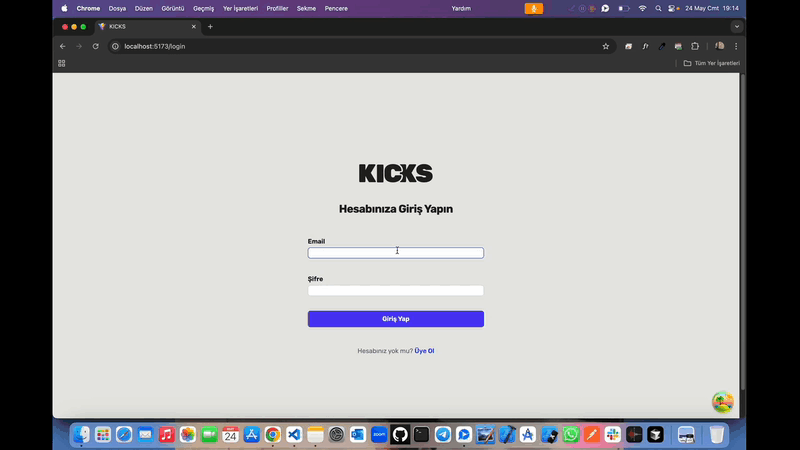 Chrome Dosya Düzen Görüntü Geçmiş Yer İşaretleri Profiller Sekme Pencere Yardım 24 May Cmt 19:14
KICKS
localhost:5173/login
Tüm Yer İşaretleri
KICKS
Hesabınıza Giriş Yapın
Email
Şifre
Giriş Yap
Hesabınız yok mu? Üye Ol
24
zoom